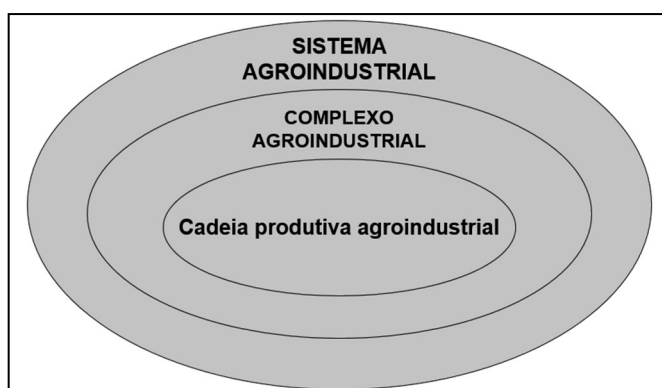 SISTEMA
AGROINDUSTRIAL
COMPLEXO
AGROINDUSTRIAL
Cadeia produtiva agroindustrial